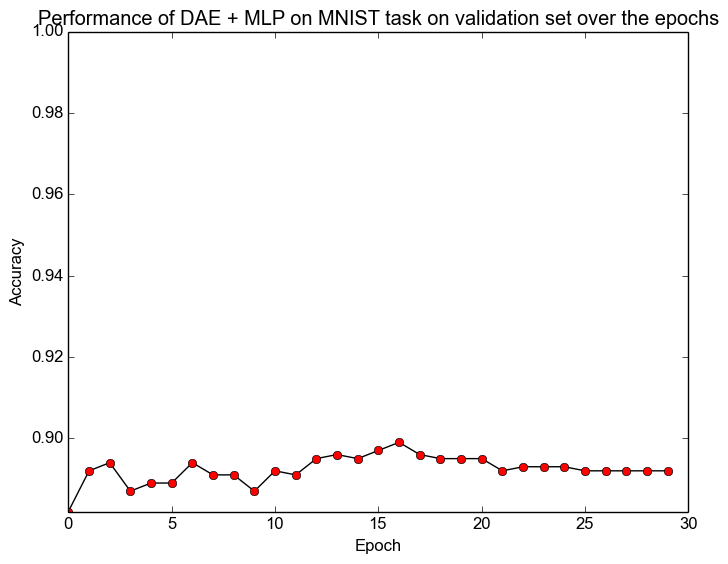 Performance of DAE + MLP on MNIST task on validation set over the epochs
1.00
0.98
0.96
0.94
0.92
0.90
Accuracy
0 5 10 15 20 25 30
Epoch